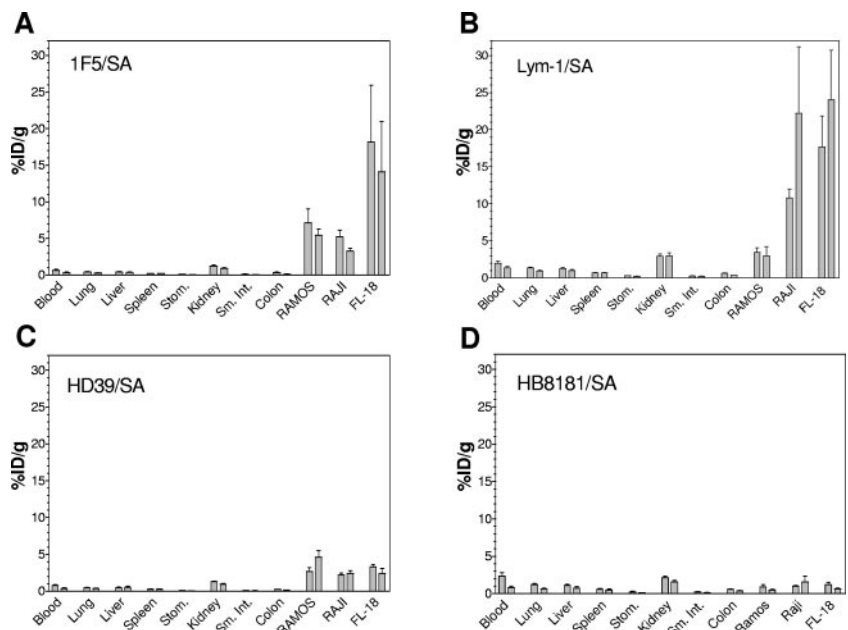 A
1F5/SA
%ID/g
30
25
20
15
10
5
0
Blood
Lung
Liver
Spleen
Stom.
Kidney
Sm. Int.
Colon
RAMOS
RAJI
FL-18
B
Lym-1/SA
%ID/g
30
25
20
15
10
5
0
Blood
Lung
Liver
Spleen
Stom.
Kidney
Sm. Int.
Colon
RAMOS
RAJI
FL-18
C
HD39/SA
%ID/g
30
25
20
15
10
5
0
Blood
Lung
Liver
Spleen
Stom.
Kidney
Sm. Int.
Colon
RAMOS
RAJI
FL-18
D
HB8181/SA
%ID/g
30
25
20
15
10
5
0
Blood
Lung
Liver
Spleen
Stom.
Kidney
Sm. Int.
Colon
Ramos
Raji
FL-18